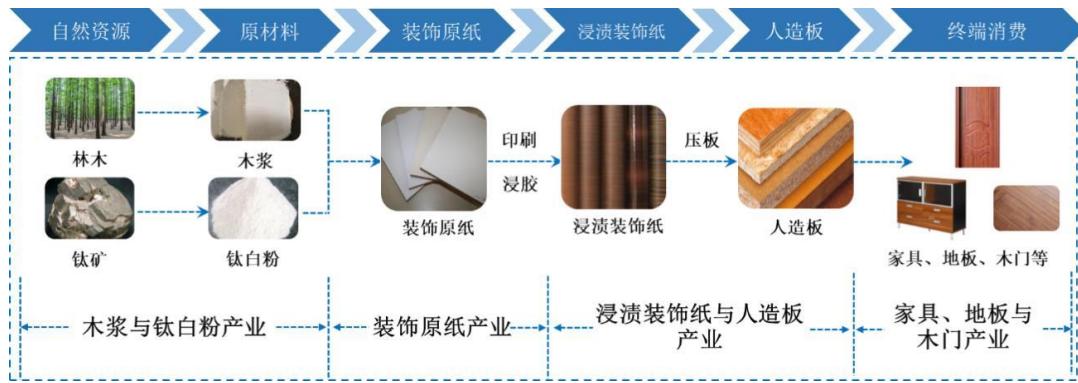 自然资源
原材料
装饰原纸
浸渍装饰纸
人造板
终端消费
林木
木浆
钛矿
钛白粉
装饰原纸
印刷
浸胶
浸渍装饰纸
压板
人造板
家具、地板、木门等
木浆与钛白粉产业
装饰原纸产业
浸渍装饰纸与人造板
产业
家具、地板与
木门产业